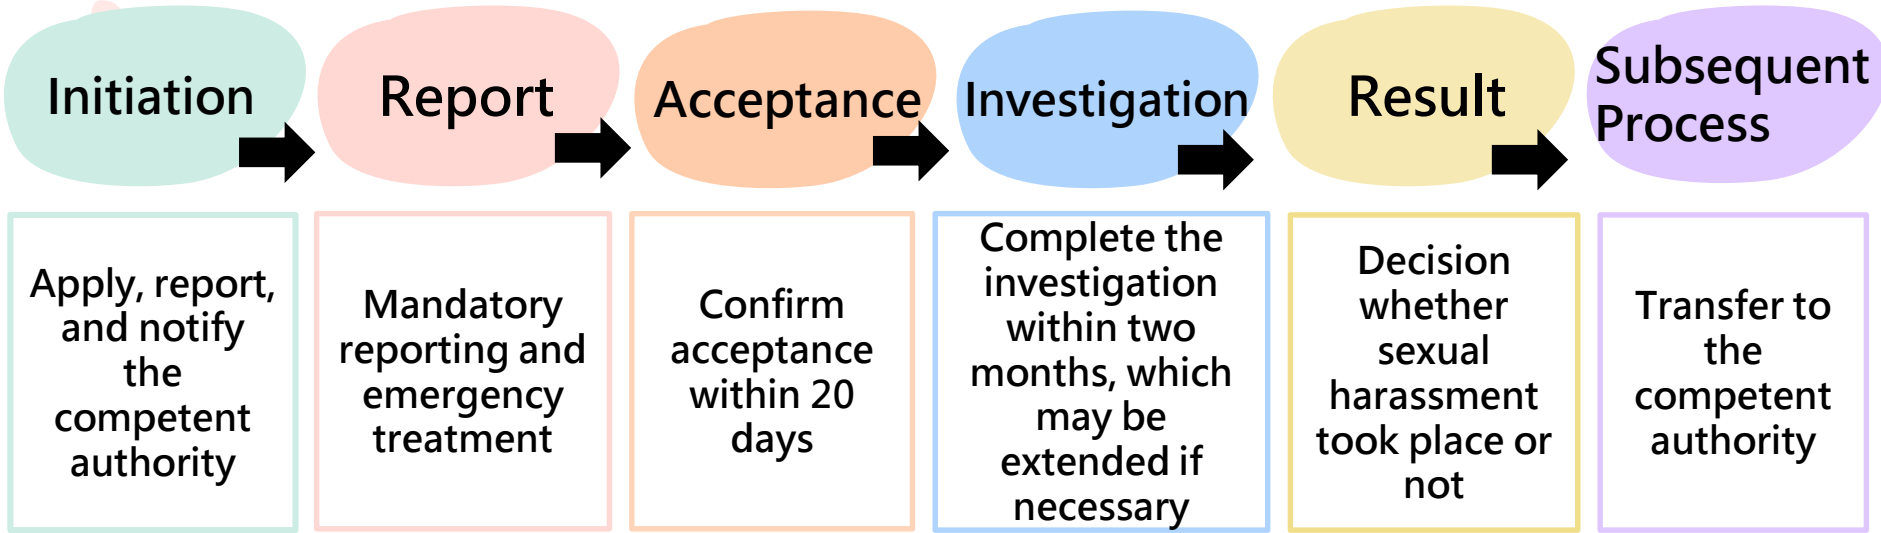 Initiation
Report
Acceptance
Investigation
Result
Subsequent
Process
Apply, report,
and notify
the
competent
authority
Mandatory
reporting and
emergency
treatment
Confirm
acceptance
within 20
days
Complete the
investigation
within two
months, which
may be
extended if
necessary
Decision
whether
sexual
harassment
took place or
not
Transfer to
the
competent
authority